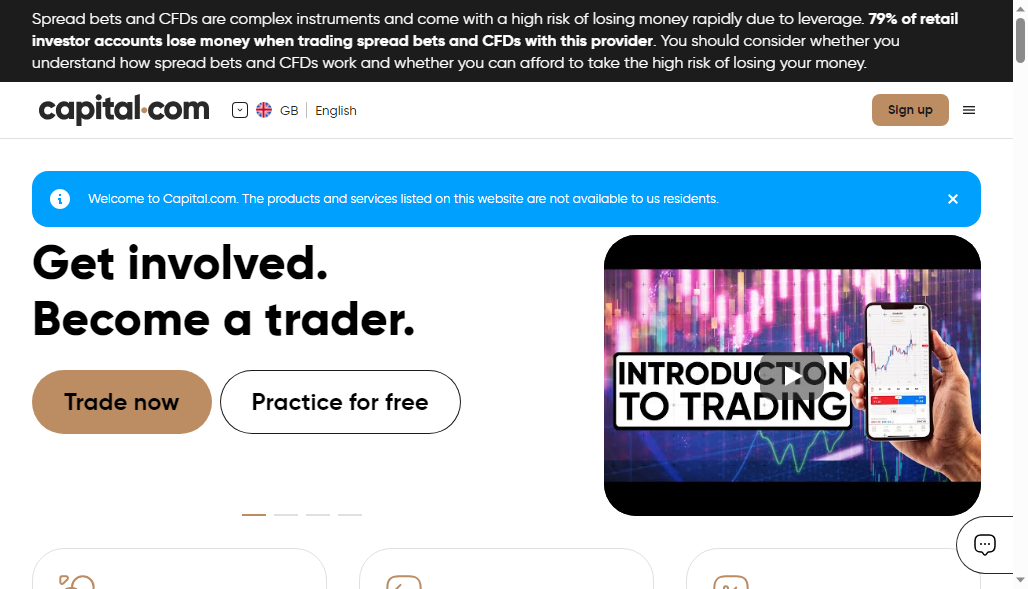 Spread bets and CFDs are complex instruments and come with a high risk of losing money rapidly due to leverage. 79% of retail
investor accounts lose money when trading spread bets and CFDs with this provider. You should consider whether you
understand how spread bets and CFDs work and whether you can afford to take the high risk of losing your money.
capital.com
GB | English
Sign up
Welcome to Capital.com. The products and services listed on this website are not available to us residents.
Get involved.
Become a trader.
Trade now
Practice for free
INTRODUCTION
TO TRADING